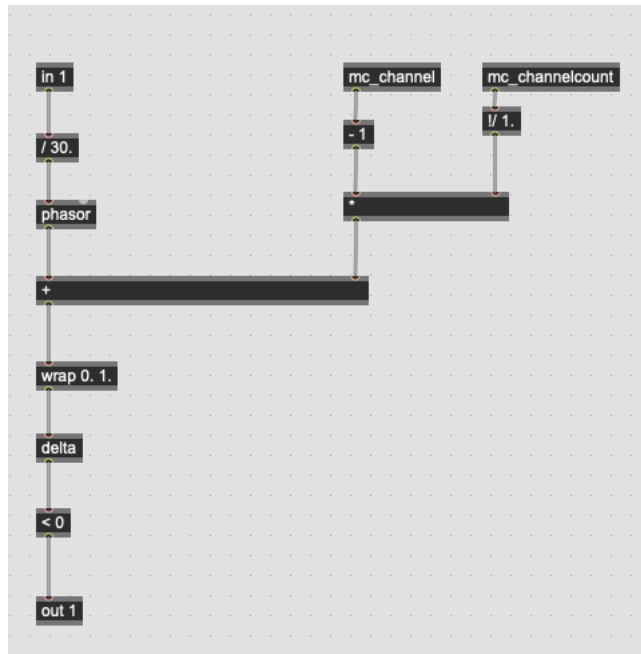 in 1
mc_channel
mc_channelcount
/ 30.
- 1
!/ 1.
phasor
*
+
wrap 0. 1.
delta
< 0
out 1